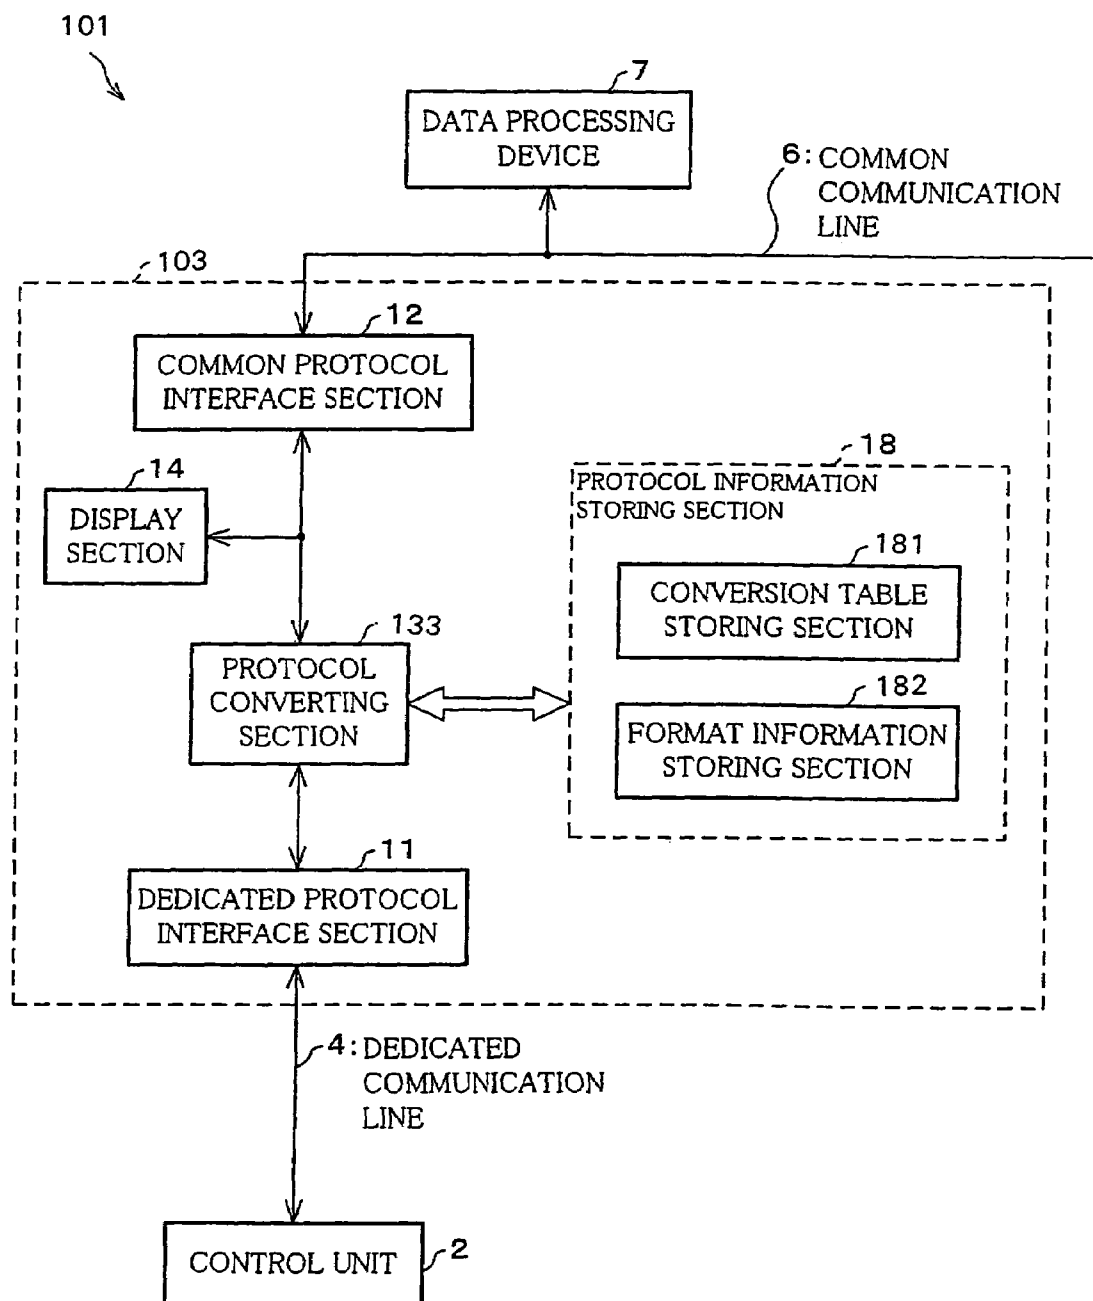 101
7
DATA PROCESSING
DEVICE
6: COMMON
COMMUNICATION
LINE
103
12
COMMON PROTOCOL
INTERFACE SECTION
14
DISPLAY
SECTION
18
PROTOCOL INFORMATION
STORING SECTION
181
CONVERSION TABLE
STORING SECTION
133
PROTOCOL
CONVERTING
SECTION
182
FORMAT INFORMATION
STORING SECTION
11
DEDICATED PROTOCOL
INTERFACE SECTION
4: DEDICATED
COMMUNICATION
LINE
CONTROL UNIT
2